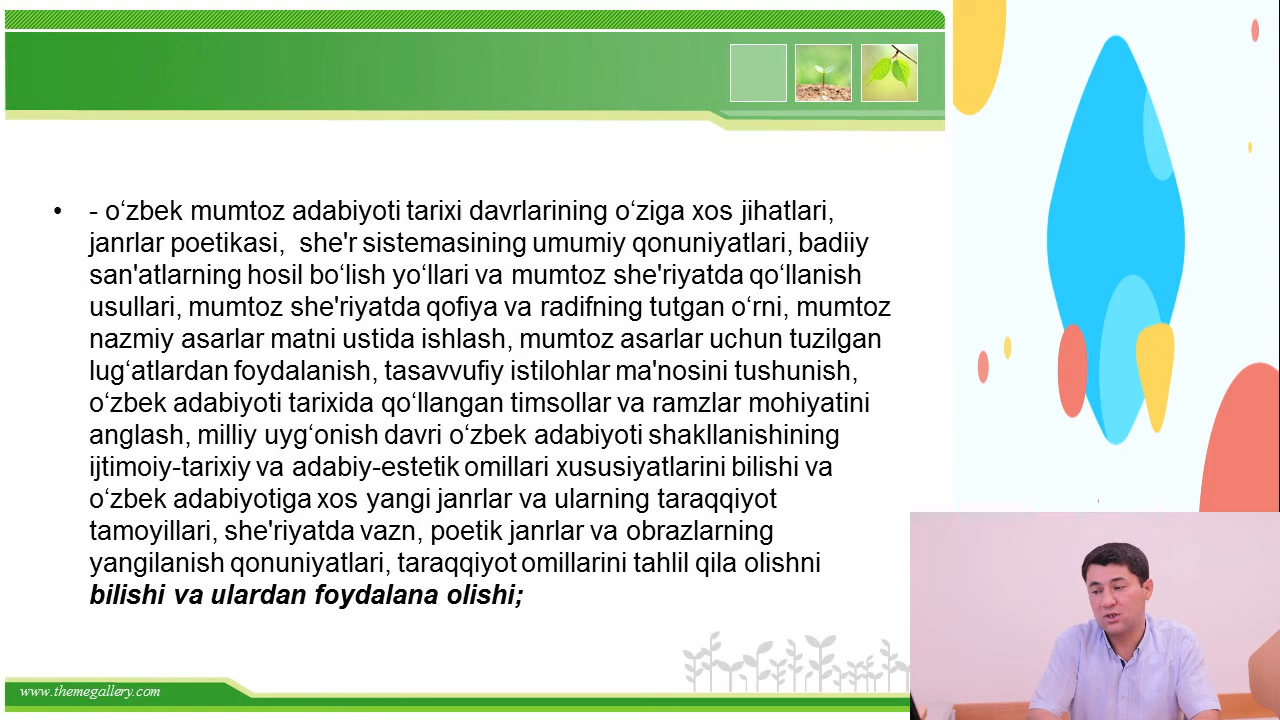 • - o‘zbek mumtoz adabiyoti tarixi davrlarining o‘ziga xos jihatlari,
janrlar poetikasi, she'r sistemasining umumiy qonuniyatlari, badiiy
san'atlarning hosil bo‘lish yo‘llari va mumtoz she'riyatda qo‘llanish
usullari, mumtoz she'riyatda qofiya va radifning tutgan o‘rni, mumtoz
nazmiy asarlar matni ustida ishlash, mumtoz asarlar uchun tuzilgan
lug‘atlardan foydalanish, tasavvufiy istilohlar ma'nosini tushunish,
o‘zbek adabiyoti tarixida qo‘llangan timsollar va ramzlar mohiyatini
anglash, milliy uyg‘onish davri o‘zbek adabiyoti shakllanishining
ijtimoiy-tarixiy va adabiy-estetik omillari xususiyatlarini bilishi va
o‘zbek adabiyotiga xos yangi janrlar va ularning taraqqiyot
tamoyillari, she'riyatda vazn, poetik janrlar va obrazlarning
yangilanish qonuniyatlari, taraqqiyot omillarini tahlil qila olishni
bilishi va ulardan foydalana olishi;
www.themegallery.com